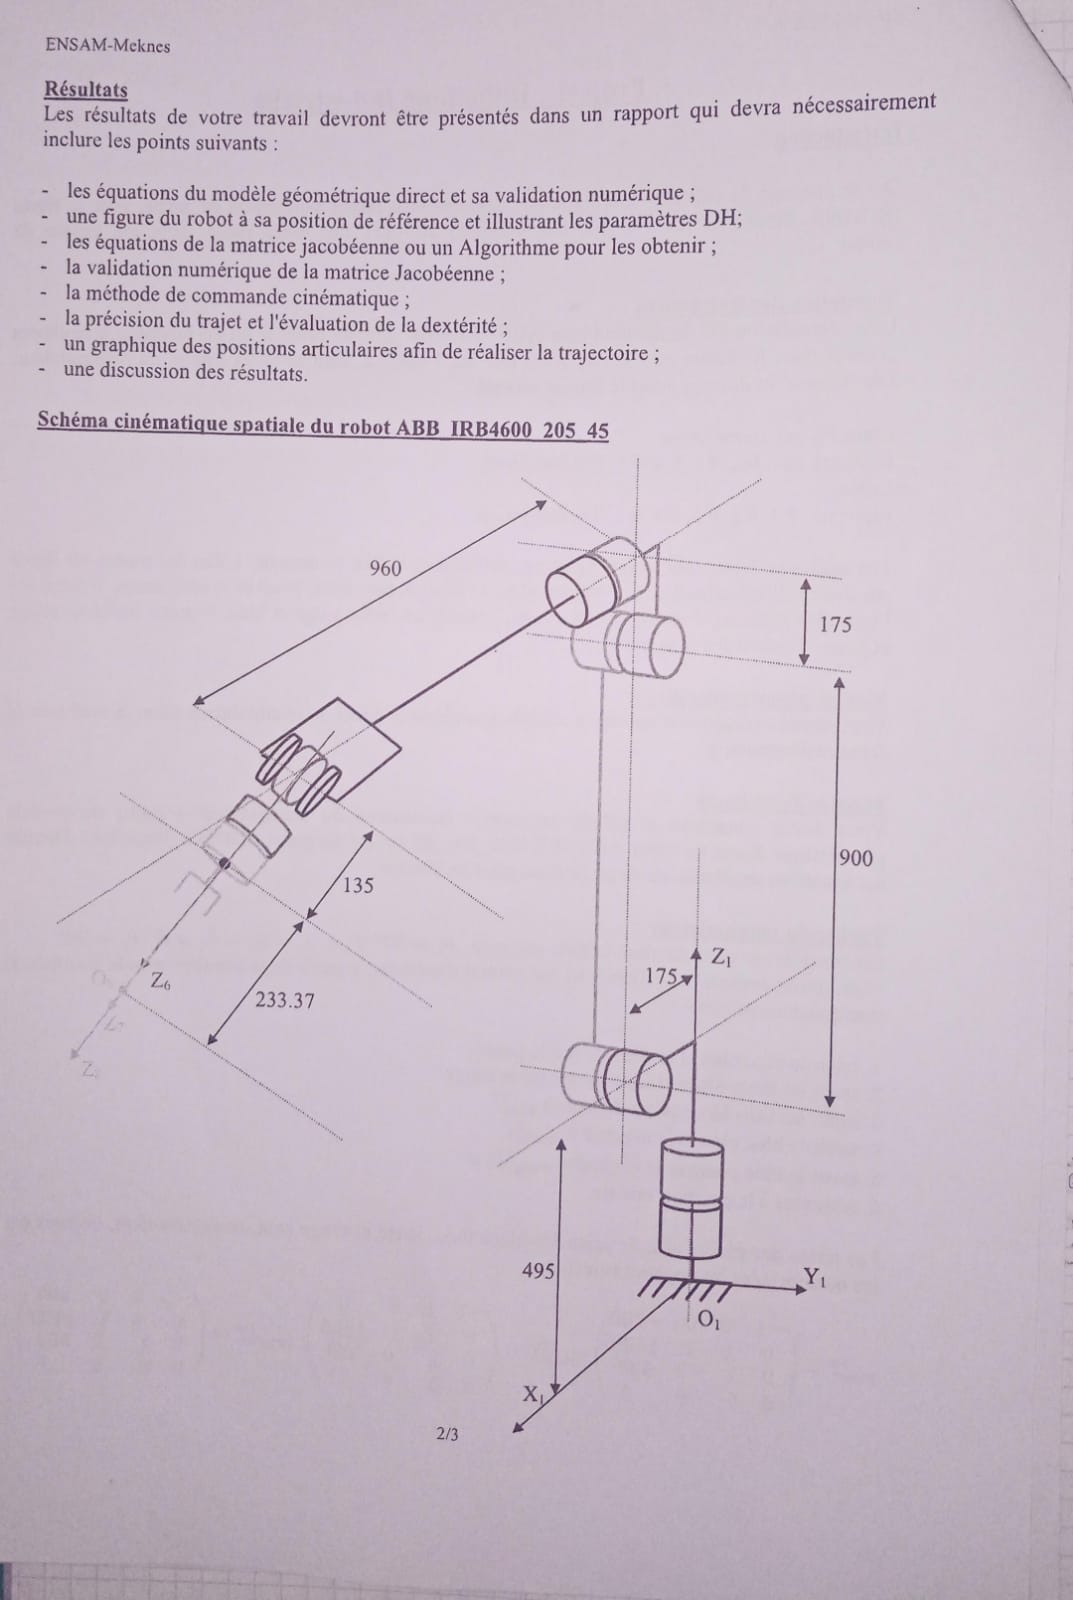 ENSAM-Meknes
Résultats
Les résultats de votre travail devront être présentés dans un rapport qui devra nécessairement
inclure les points suivants :
- les équations du modèle géométrique direct et sa validation numérique ;
- une figure du robot à sa position de référence et illustrant les paramètres DH;
- les équations de la matrice jacobéenne ou un Algorithme pour les obtenir ;
- la validation numérique de la matrice Jacobéenne ;
- la méthode de commande cinématique ;
- la précision du trajet et l'évaluation de la dextérité ;
- un graphique des positions articulaires afin de réaliser la trajectoire ;
- une discussion des résultats.
Schéma cinématique spatiale du robot ABB_IRB4600_205_45
960
175
900
135
Z₁
175
Z₆
233.37
495
Y₁
O₁
X₁
2/3